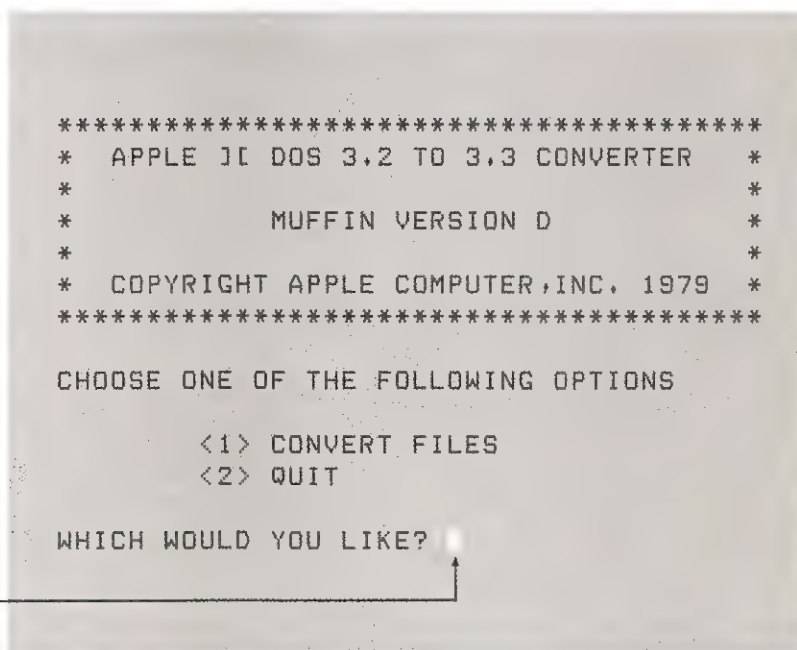 ****************************************
*  APPLE ][ DOS 3.2 TO 3.3 CONVERTER   *
*                                      *
*           MUFFIN VERSION D           *
*                                      *
*  COPYRIGHT APPLE COMPUTER,INC. 1979  *
****************************************
CHOOSE ONE OF THE FOLLOWING OPTIONS
<1> CONVERT FILES
<2> QUIT
WHICH WOULD YOU LIKE?